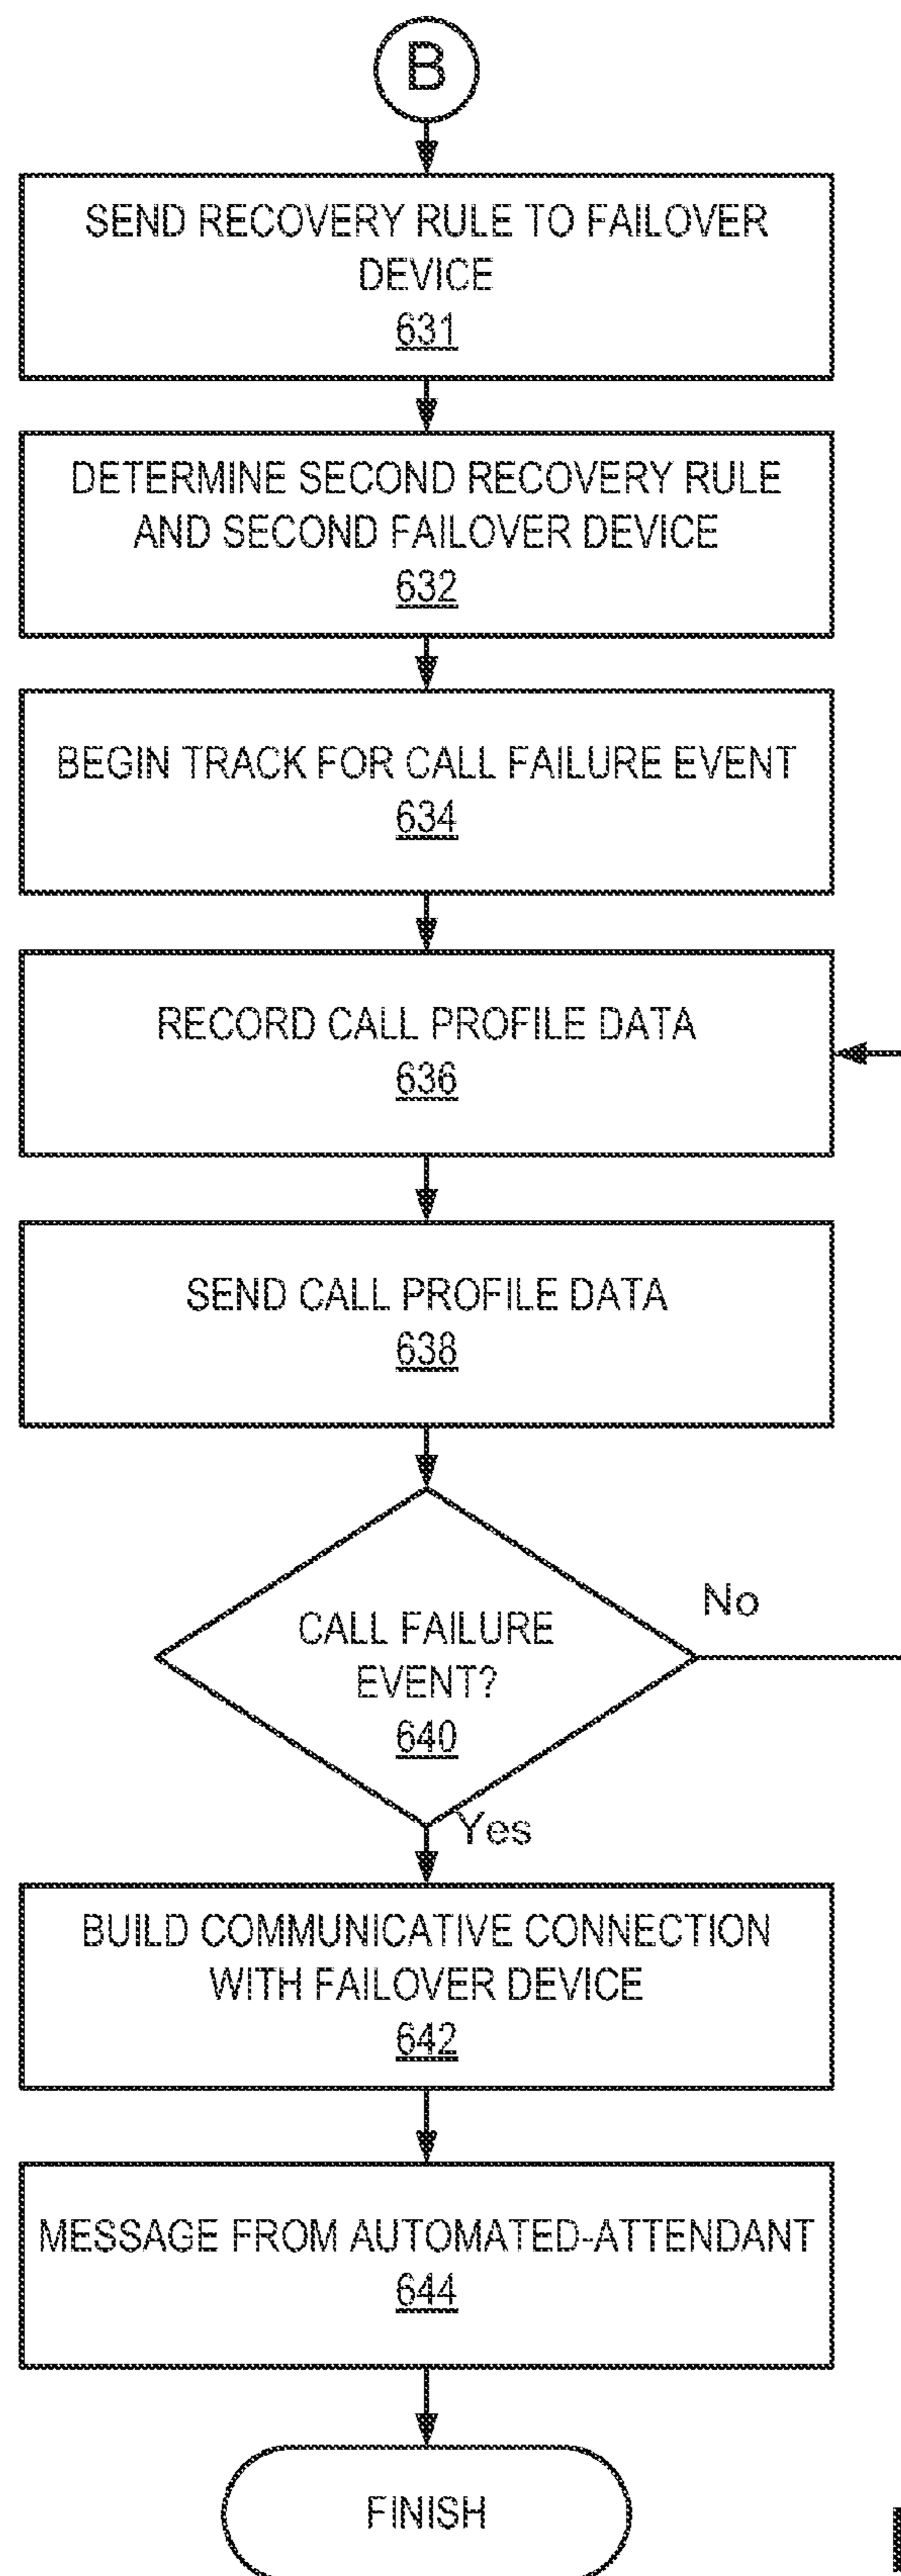 B
SEND RECOVERY RULE TO FAILOVER
DEVICE
631
DETERMINE SECOND RECOVERY RULE
AND SECOND FAILOVER DEVICE
632
BEGIN TRACK FOR CALL FAILURE EVENT
634
RECORD CALL PROFILE DATA
636
SEND CALL PROFILE DATA
638
CALL FAILURE
EVENT?
640
No
Yes
BUILD COMMUNICATIVE CONNECTION
WITH FAILOVER DEVICE
642
MESSAGE FROM AUTOMATED-ATTENDANT
644
FINISH